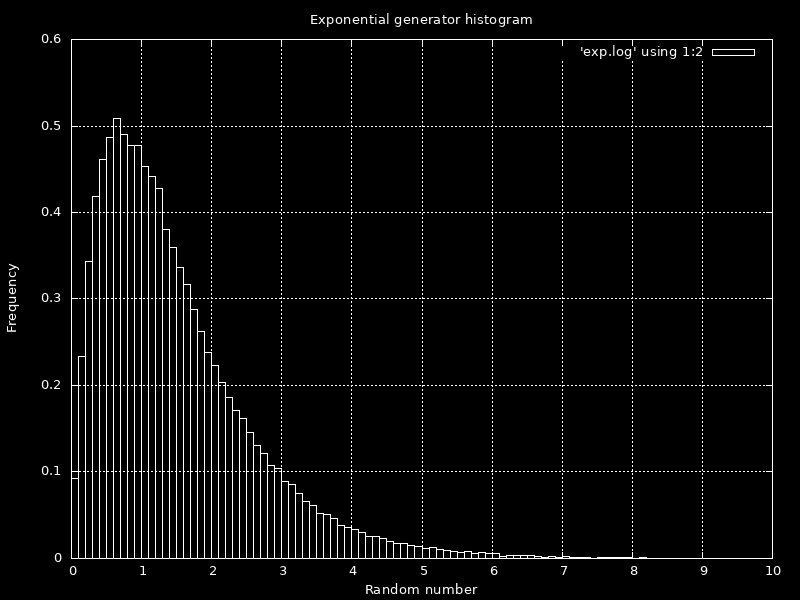 Exponential generator histogram
'exp.log' using 1:2
0.6
0.5
0.4
0.3
0.2
0.1
0
Frequency
0 1 2 3 4 5 6 7 8 9 10
Random number